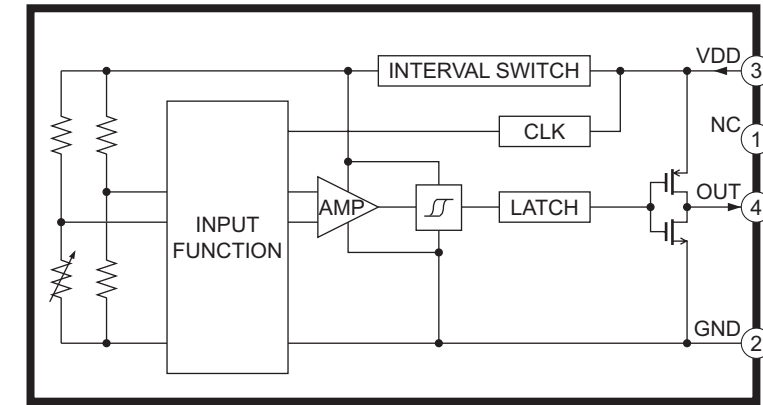 INTERVAL SWITCH
VDD
3
CLK
NC
1
INPUT
FUNCTION
AMP
LATCH
OUT
4
GND
2